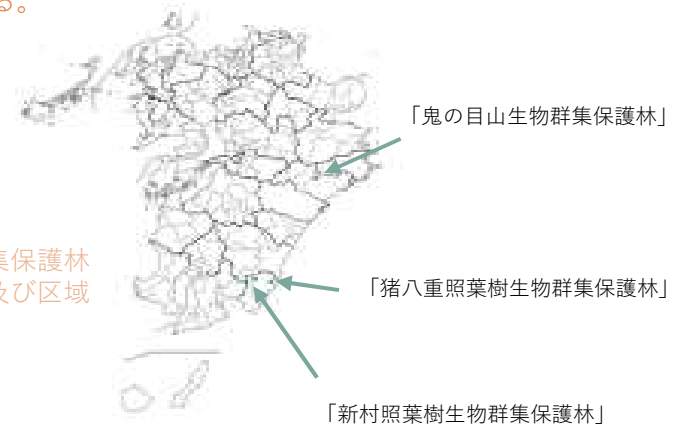 る。
「鬼の目山生物群集保護林」
集保護林
及び区域
「猪八重照葉樹生物群集保護林」
「新村照葉樹生物群集保護林」